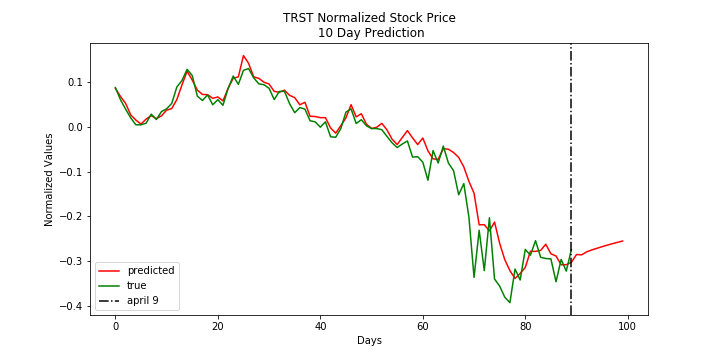 TRST Normalized Stock Price
10 Day Prediction
Normalized Values
0.1
0.0
−0.1
−0.2
−0.3
−0.4
predicted
true
april 9
0
20
40
60
80
100
Days